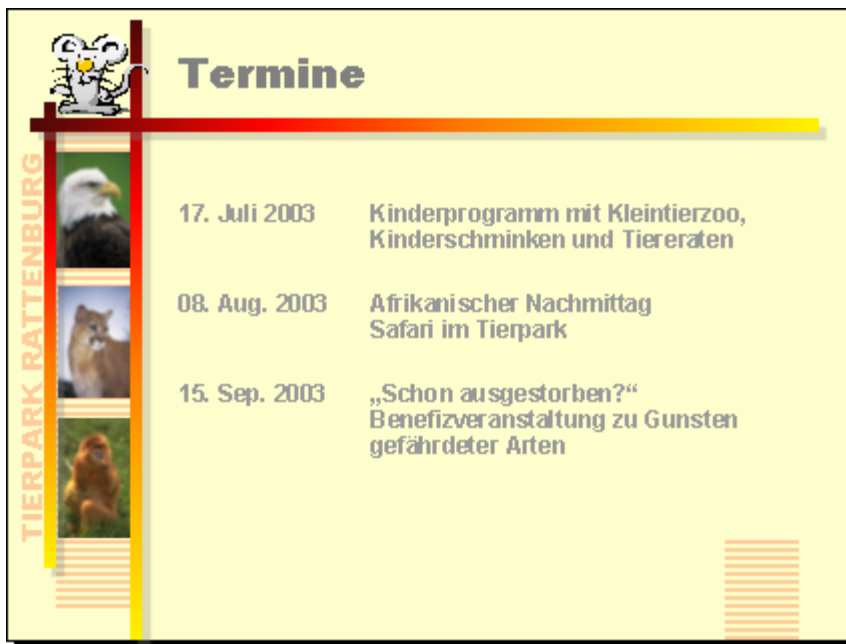 Termine
TIERPARK RATTENBURG
17. Juli 2003 Kinderprogramm mit Kleintierzoo,
Kinderschminken und Tiereraten
08. Aug. 2003 Afrikanischer Nachmittag
Safari im Tierpark
15. Sep. 2003 „Schon ausgestorben?“
Benefizveranstaltung zu Gunsten
gefährdeter Arten